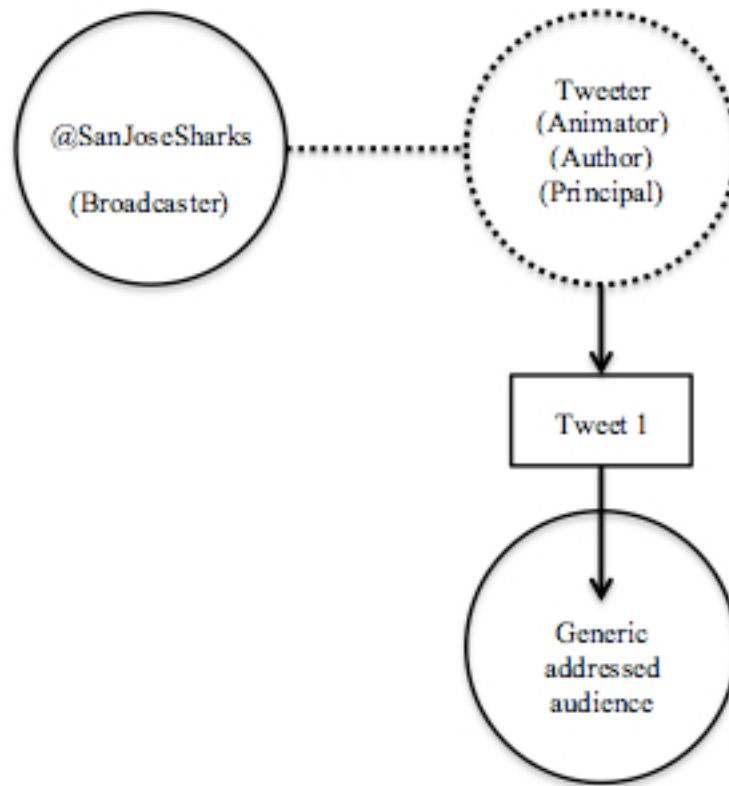 @SanJoseSharks
(Broadcaster)
Tweeter
(Animator)
(Author)
(Principal)
Tweet 1
Generic
addressed
audience